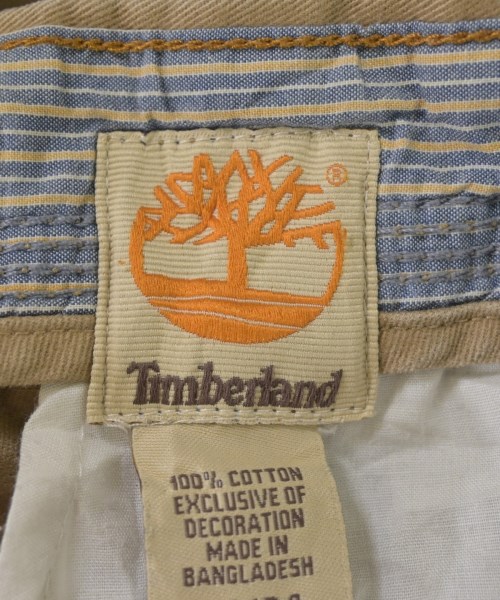 ®
Timberland
100% COTTON
EXCLUSIVE OF
DECORATION
MADE IN
BANGLADESH